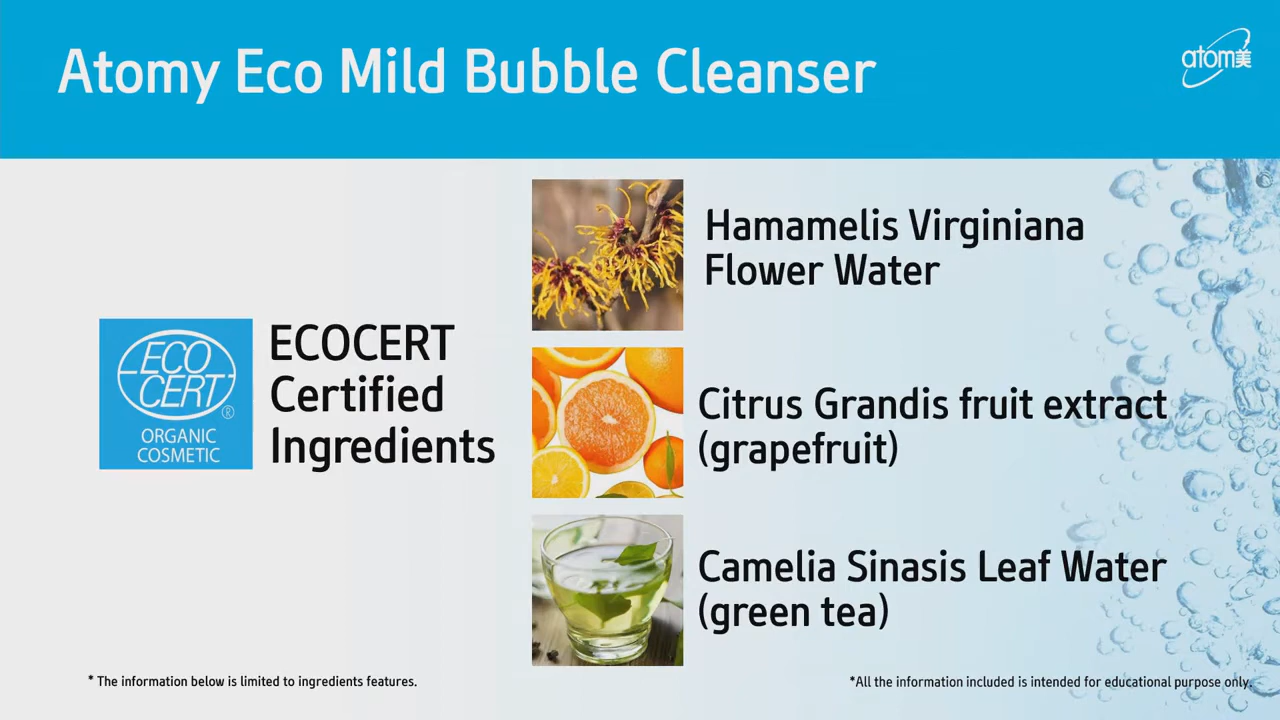 Atomy Eco Mild Bubble Cleanser
atom美
ECO
CERT
®
ORGANIC
COSMETIC
ECOCERT
Certified
Ingredients
Hamamelis Virginiana
Flower Water
Citrus Grandis fruit extract
(grapefruit)
Camelia Sinasis Leaf Water
(green tea)
* The information below is limited to ingredients features.
*All the information included is intended for educational purpose only.